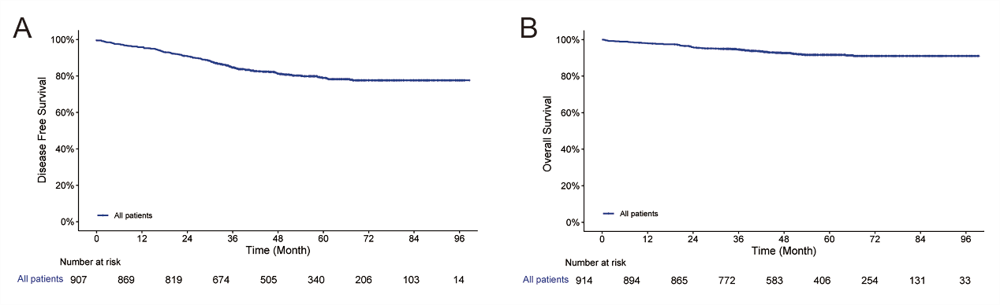 A
Disease Free Survival
100%
80%
60%
40%
20%
0%
All patients
0 12 24 36 48 60 72 84 96
Time (Month)
Number at risk
All patients 907 869 819 674 505 340 206 103 14
B
Overall Survival
100%
80%
60%
40%
20%
0%
All patients
0 12 24 36 48 60 72 84 96
Time (Month)
Number at risk
All patients 914 894 865 772 583 406 254 131 33